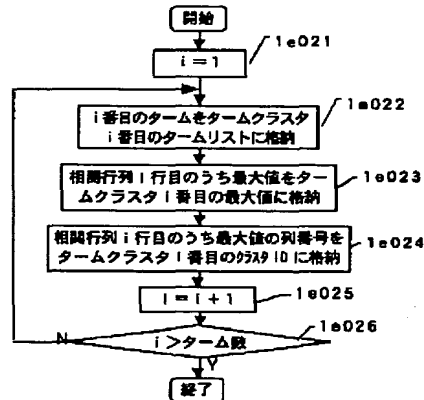 開始
1e021
i=1
1e022
i番目のタームをタームクラスタ
i番目のタームリストに格納
相関行列i行目のうち最大値をター
ムクラスタi番目の最大値に格納
1e023
相関行列i行目のうち最大値の列番号を
タームクラスタi番目のクラスタIDに格納
1e024
i=i+1
1e025
i>ターム数
1e026
N
Y
終了